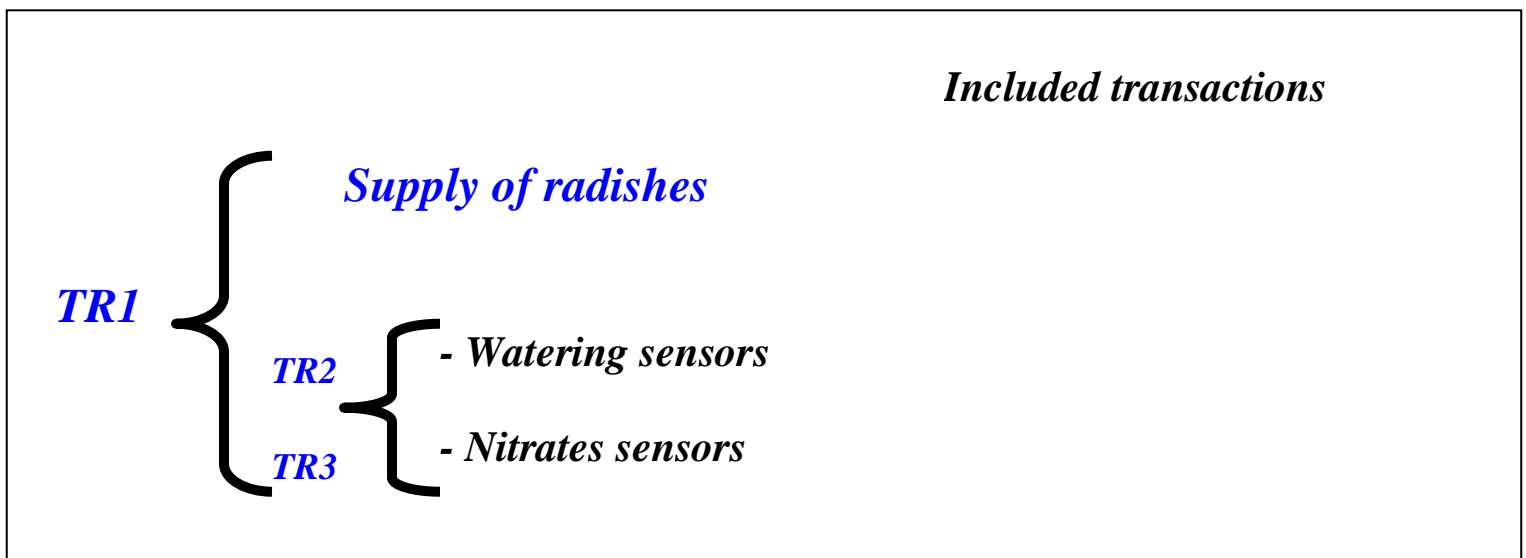 Included transactions
Supply of radishes
TR1
TR2 - Watering sensors
TR3 - Nitrates sensors